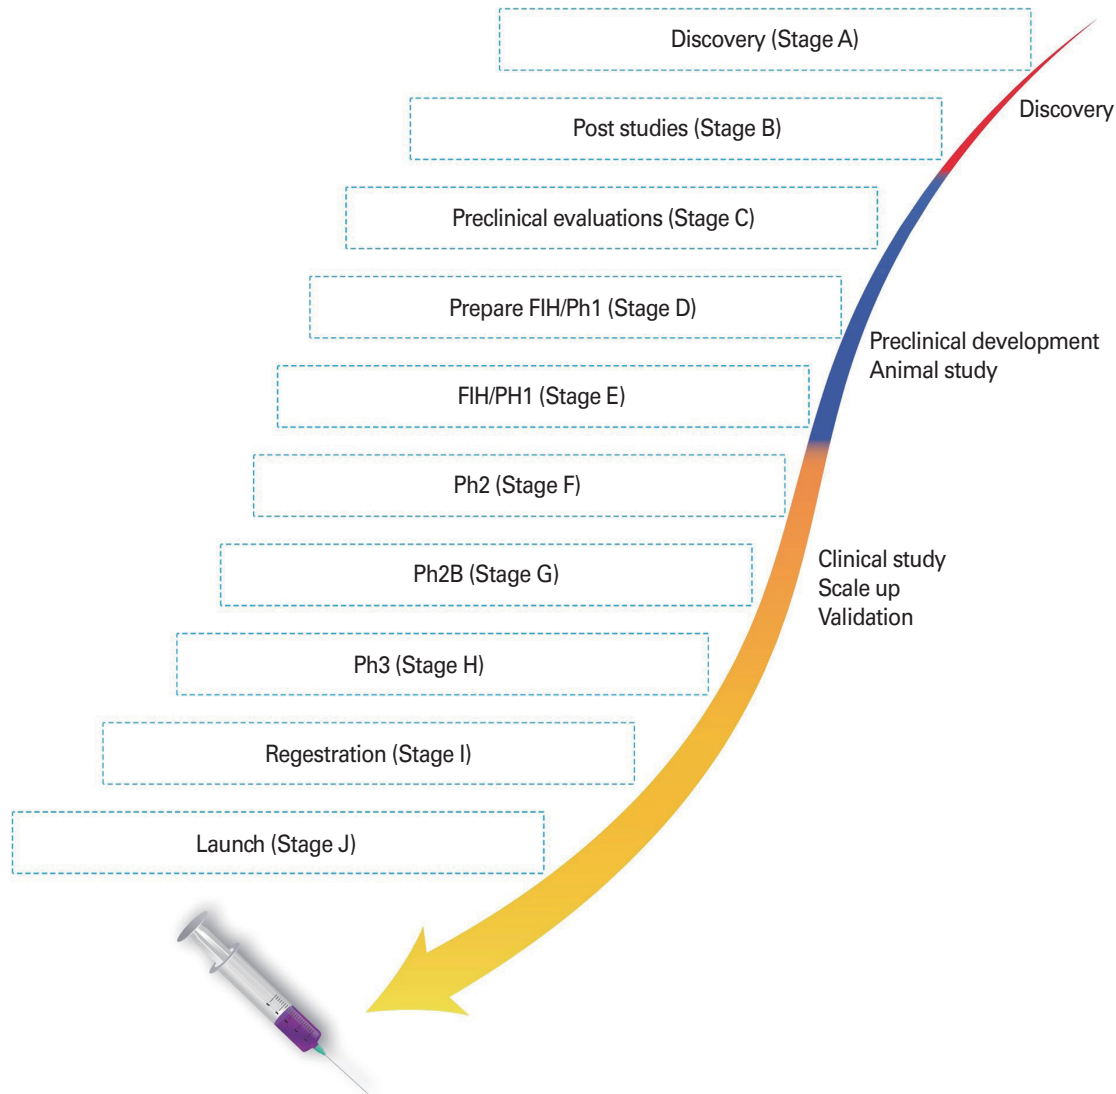 Discovery (Stage A)
Discovery
Post studies (Stage B)
Preclinical evaluations (Stage C)
Prepare FIH/Ph1 (Stage D)
Preclinical development
Animal study
FIH/PH1 (Stage E)
Ph2 (Stage F)
Ph2B (Stage G)
Clinical study
Scale up
Validation
Ph3 (Stage H)
Regestration (Stage I)
Launch (Stage J)